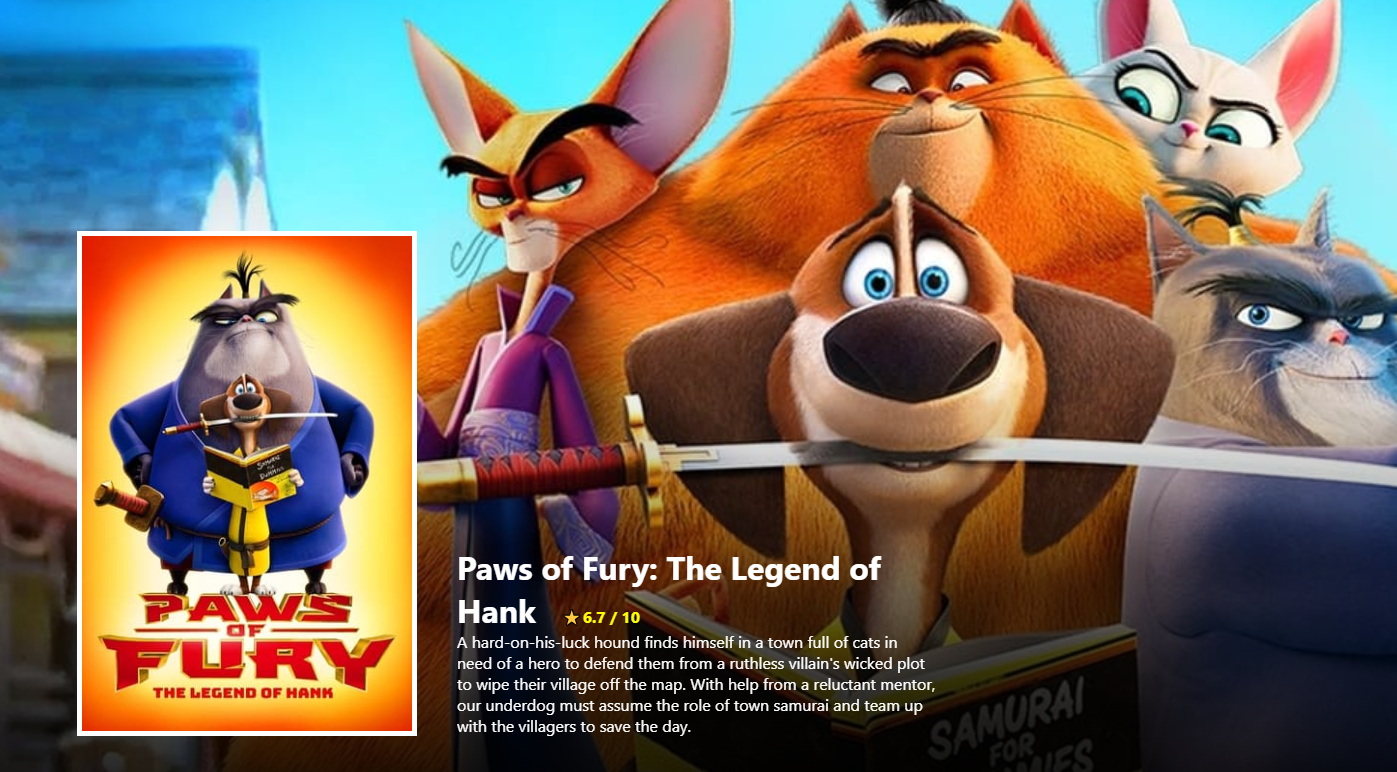 SAMURAI
FOR
DUMMIES
PAWS
OF
FURY
THE LEGEND OF HANK
Paws of Fury: The Legend of
Hank ★ 6.7 / 10
A hard-on-his-luck hound finds himself in a town full of cats in
need of a hero to defend them from a ruthless villain's wicked plot
to wipe their village off the map. With help from a reluctant mentor,
our underdog must assume the role of town samurai and team up
with the villagers to save the day.
SAMURAI
FOR